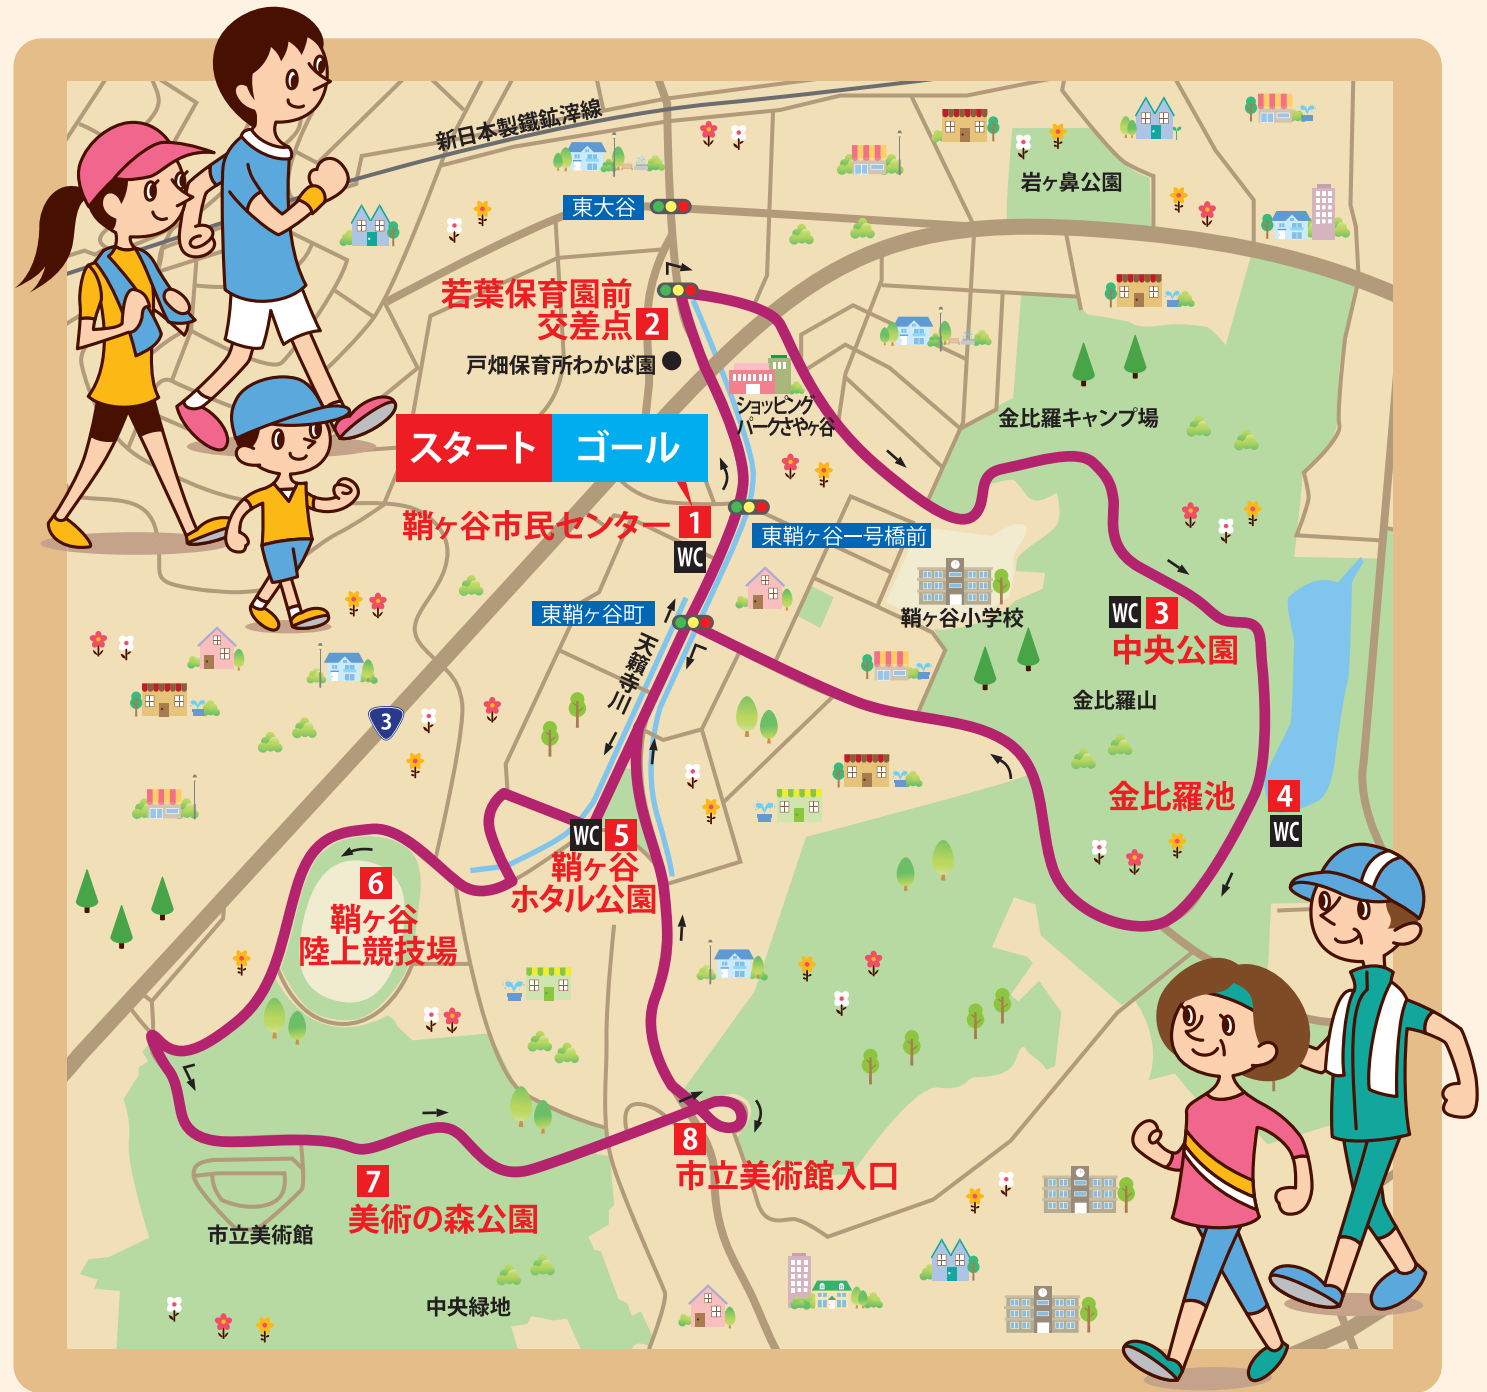 新日本製鐵鉱滓線
岩ヶ鼻公園
東大谷
若葉保育園前
交差点 2
戸畑保育所わかば園
ショッピング
パークさやヶ谷
金比羅キャンプ場
スタート ゴール
鞘ヶ谷市民センター 1
WC
東鞘ヶ谷一号橋前
鞘ヶ谷小学校
東鞘ヶ谷町
天籟寺川
WC 3
中央公園
金比羅山
3
金比羅池 4
WC
WC 5
鞘ヶ谷
ホタル公園
6
鞘ヶ谷
陸上競技場
8
市立美術館入口
7
美術の森公園
市立美術館
中央緑地